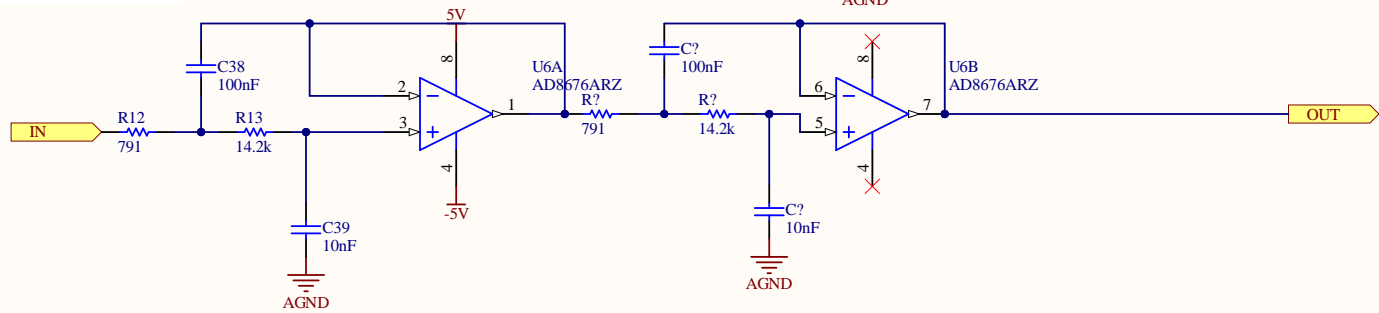 AGND
5V
C38
100nF
8
U6A
AD8676ARZ
2
3
1
4
-5V
IN
R12
791
R13
14.2k
C39
10nF
AGND
C?
100nF
R?
791
R?
14.2k
8
U6B
AD8676ARZ
6
5
7
4
C?
10nF
AGND
OUT